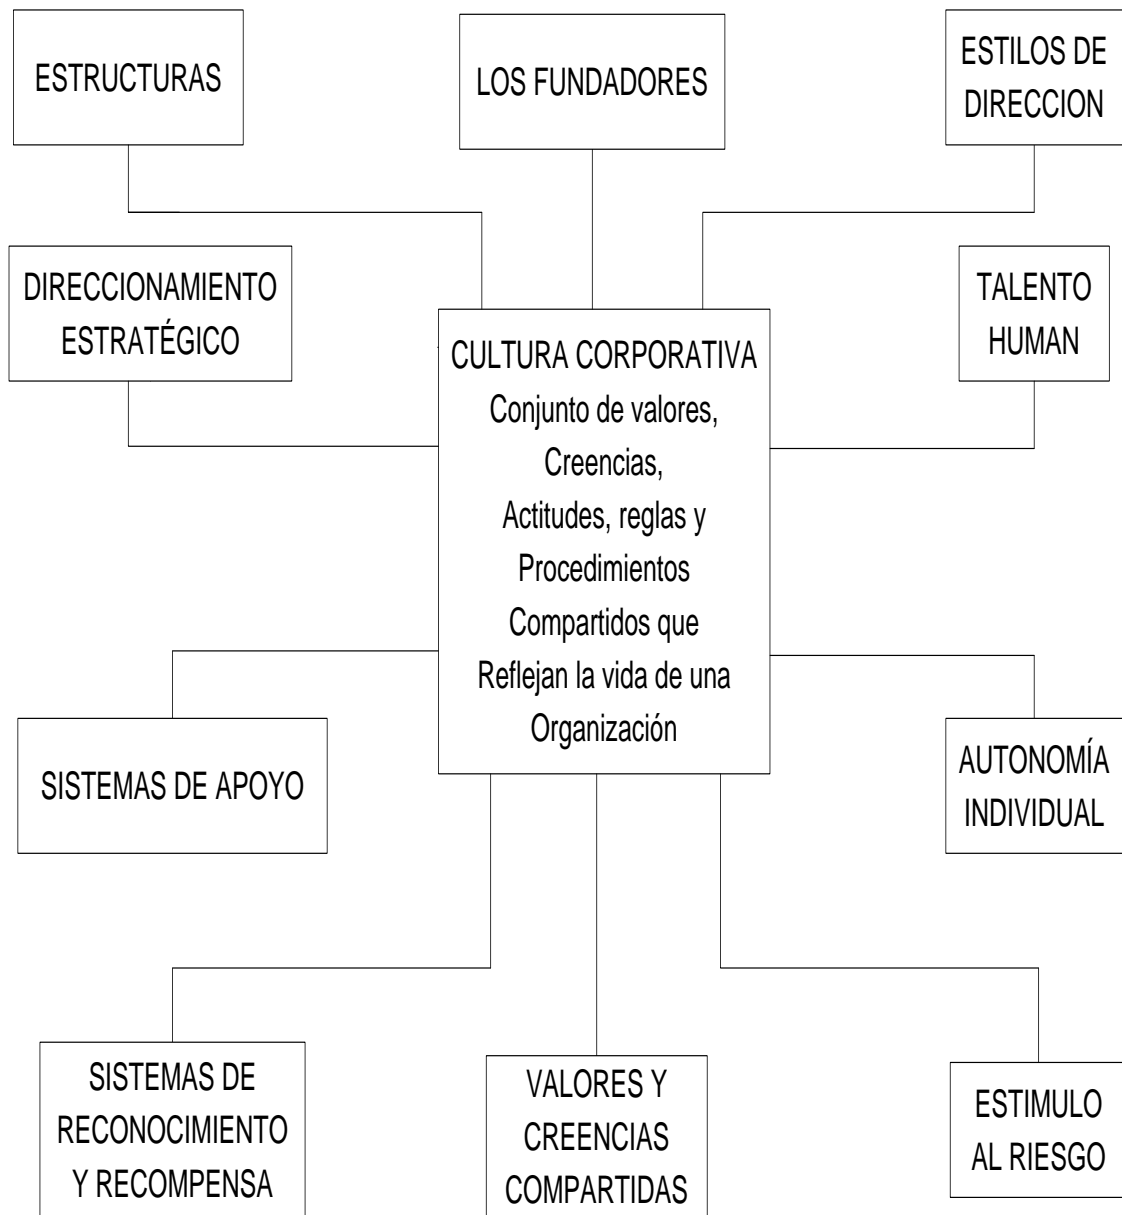 ESTRUCTURAS
LOS FUNDADORES
ESTILOS DE
DIRECCION
DIRECCIONAMIENTO
ESTRATÉGICO
TALENTO
HUMAN
CULTURA CORPORATIVA
Conjunto de valores,
Creencias,
Actitudes, reglas y
Procedimientos
Compartidos que
Reflejan la vida de una
Organización
SISTEMAS DE APOYO
AUTONOMÍA
INDIVIDUAL
SISTEMAS DE
RECONOCIMIENTO
Y RECOMPENSA
VALORES Y
CREENCIAS
COMPARTIDAS
ESTIMULO
AL RIESGO